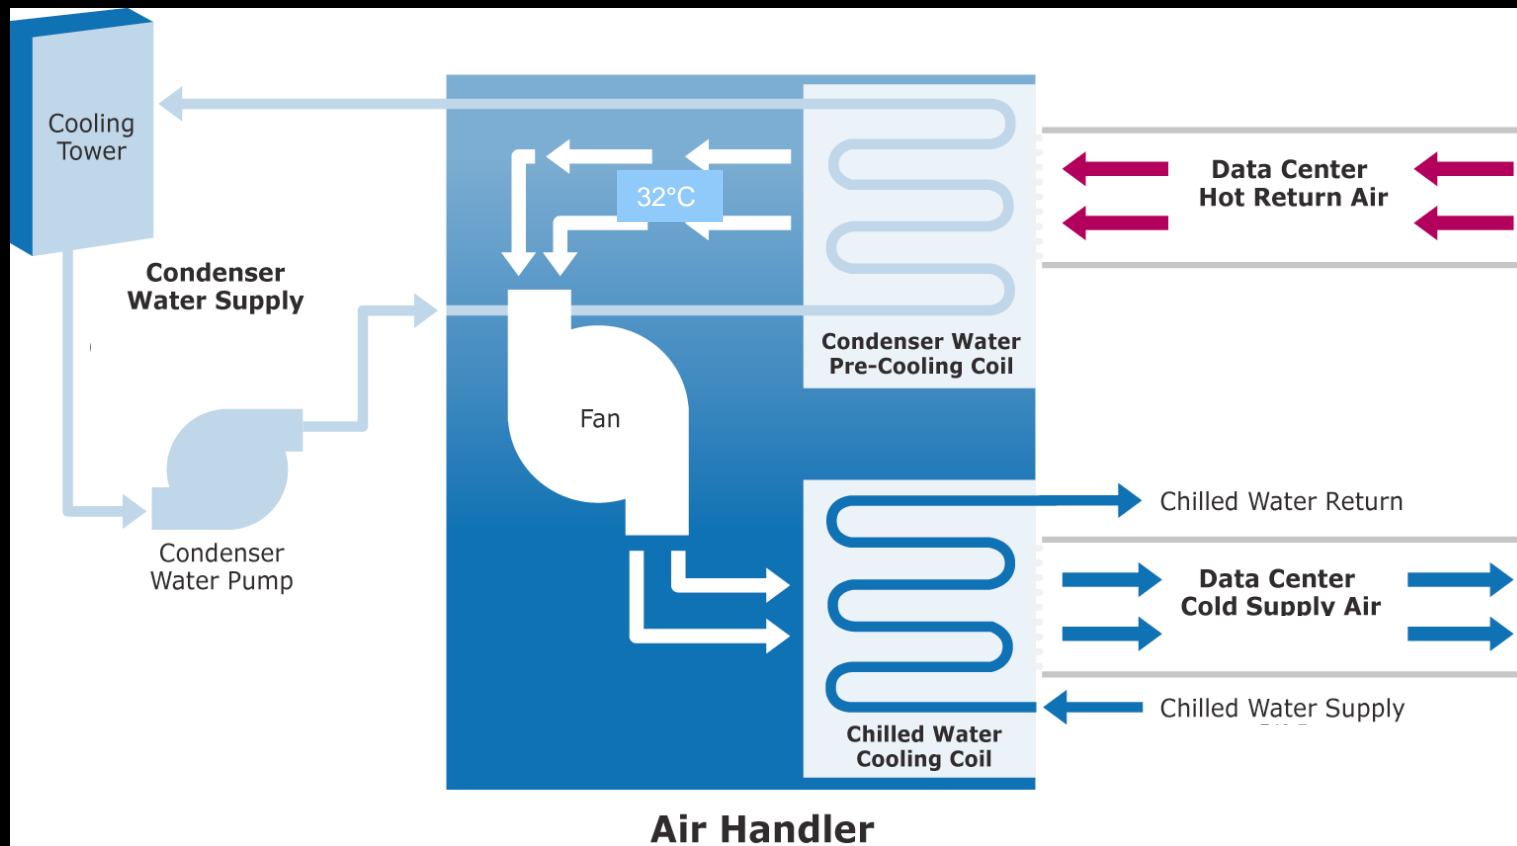 Cooling
Tower
Condenser
Water Supply
Condenser
Water Pump
32°C
Fan
Condenser Water
Pre-Cooling Coil
Data Center
Hot Return Air
Chilled Water Return
Data Center
Cold Supply Air
Chilled Water Supply
Chilled Water
Cooling Coil
Air Handler